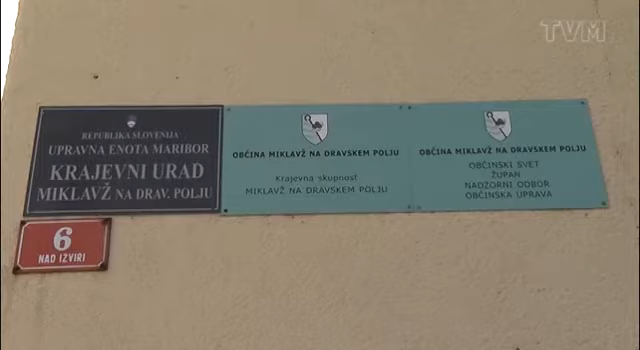 TVM
REPUBLIKA SLOVENIJA
UPRAVNA ENOTA MARIBOR
KRAJEVNI URAD
MIKLAVŽ NA DRAV. POLJU
OBČINA MIKLAVŽ NA DRAVSKEM POLJU
Krajevna skupnost
MIKLAVŽ NA DRAVSKEM POLJU
OBČINA MIKLAVŽ NA DRAVSKEM POLJU
OBČINSKI SVET
ŽUPAN
NADZORNI ODBOR
OBČINSKA UPRAVA
6
NAD IZVIRI